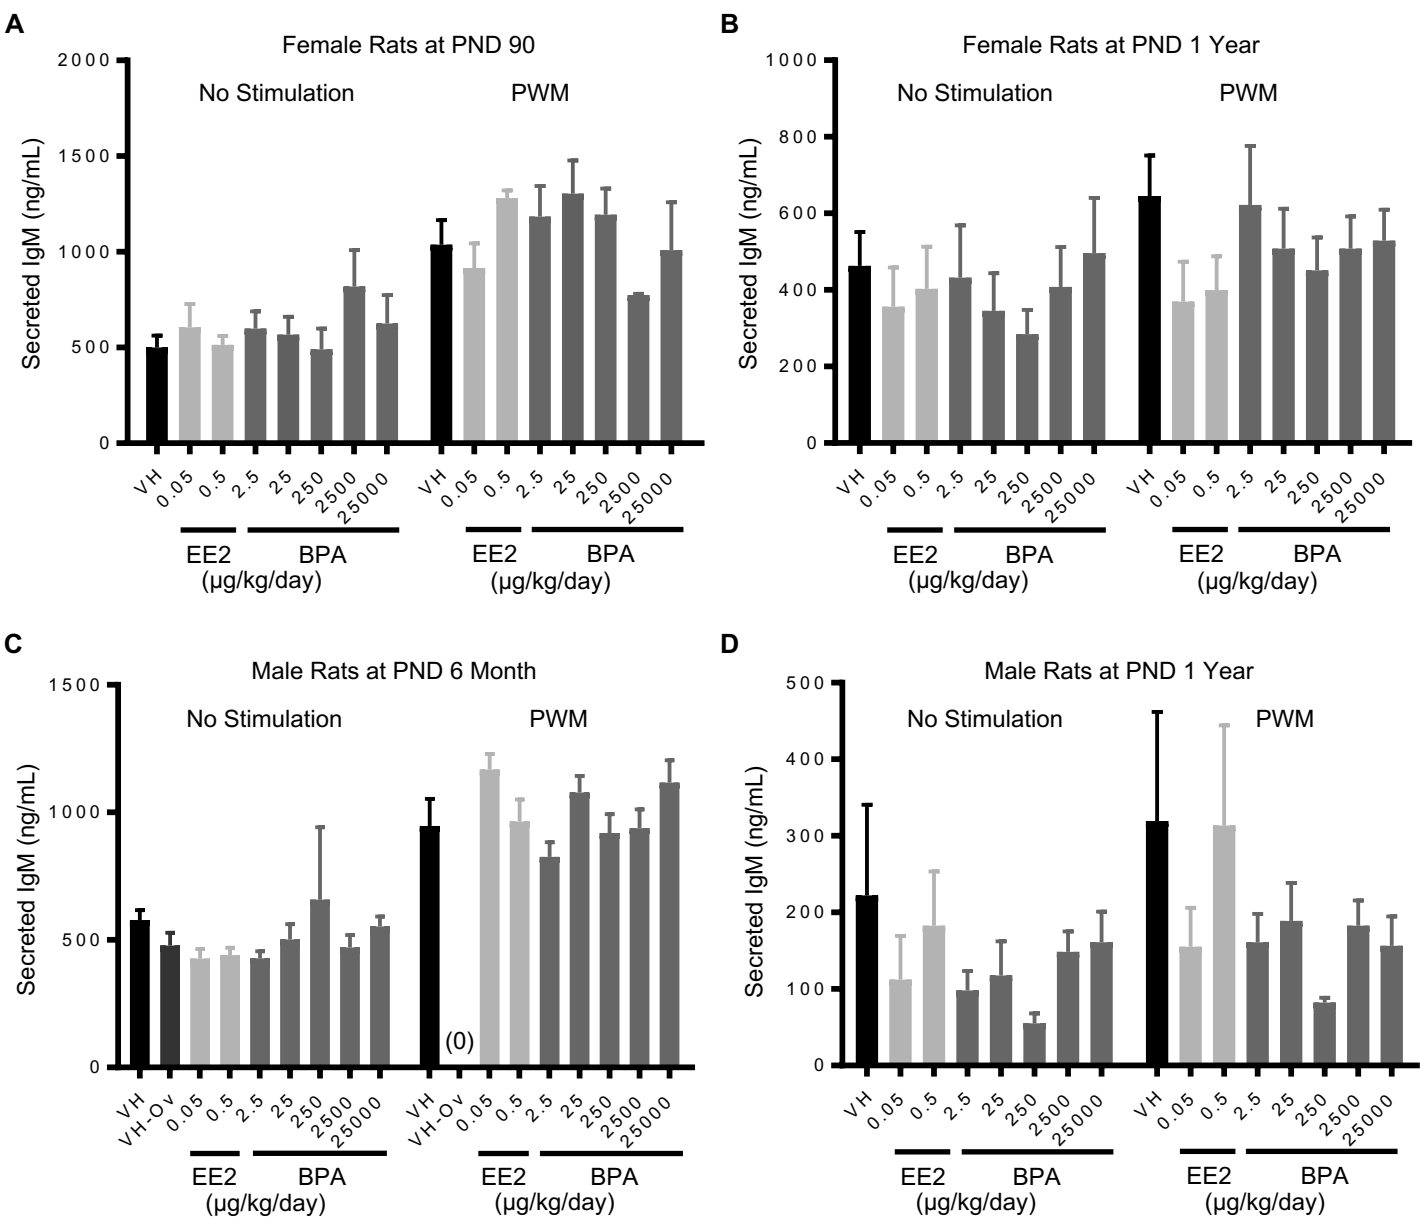 A
Female Rats at PND 90
No Stimulation PWM
Secreted IgM (ng/mL)
2000
1500
1000
500
0
VH 0.05 0.5 2.5 25 250 2500 25000 VH 0.05 0.5 2.5 25 250 2500 25000
EE2 BPA EE2 BPA
(µg/kg/day) (µg/kg/day)
B
Female Rats at PND 1 Year
No Stimulation PWM
Secreted IgM (ng/mL)
1000
800
600
400
200
0
VH 0.05 0.5 2.5 25 250 2500 25000 VH 0.05 0.5 2.5 25 250 2500 25000
EE2 BPA EE2 BPA
(µg/kg/day) (µg/kg/day)
C
Male Rats at PND 6 Month
No Stimulation PWM
Secreted IgM (ng/mL)
1500
1000
500
0
(0)
VH VH-Ov 0.05 0.5 2.5 25 250 2500 25000 VH VH-Ov 0.05 0.5 2.5 25 250 2500 25000
EE2 BPA EE2 BPA
(µg/kg/day) (µg/kg/day)
D
Male Rats at PND 1 Year
No Stimulation PWM
Secreted IgM (ng/mL)
500
400
300
200
100
0
VH 0.05 0.5 2.5 25 250 2500 25000 VH 0.05 0.5 2.5 25 250 2500 25000
EE2 BPA EE2 BPA
(µg/kg/day) (µg/kg/day)